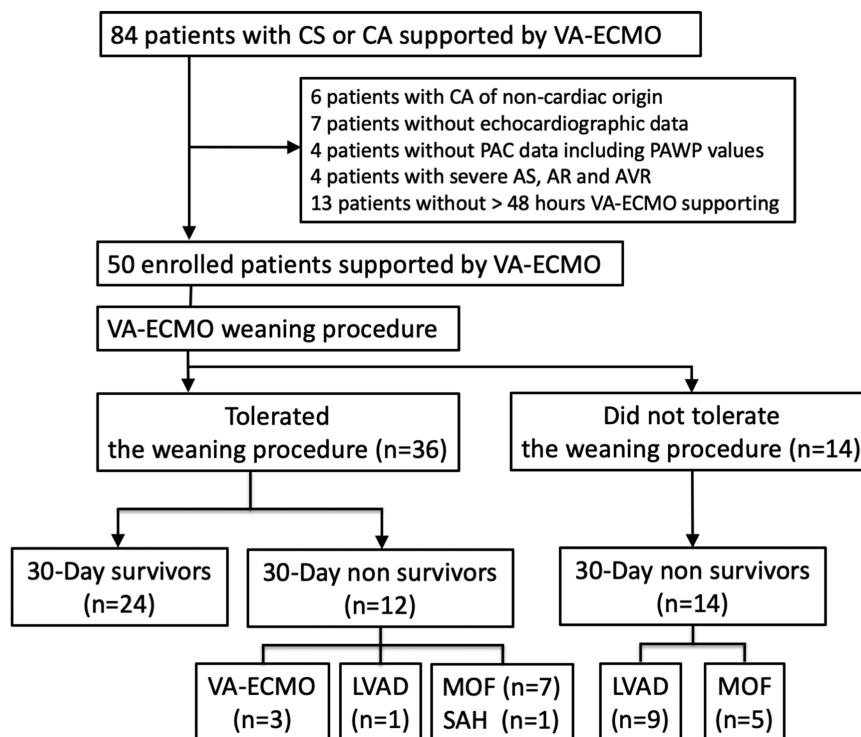 84 patients with CS or CA supported by VA-ECMO
6 patients with CA of non-cardiac origin
7 patients without echocardiographic data
4 patients without PAC data including PAWP values
4 patients with severe AS, AR and AVR
13 patients without > 48 hours VA-ECMO supporting
50 enrolled patients supported by VA-ECMO
VA-ECMO weaning procedure
Tolerated
the weaning procedure (n=36)
Did not tolerate
the weaning procedure (n=14)
30-Day survivors
(n=24)
30-Day non survivors
(n=12)
30-Day non survivors
(n=14)
VA-ECMO
(n=3)
LVAD
(n=1)
MOF (n=7)
SAH (n=1)
LVAD
(n=9)
MOF
(n=5)